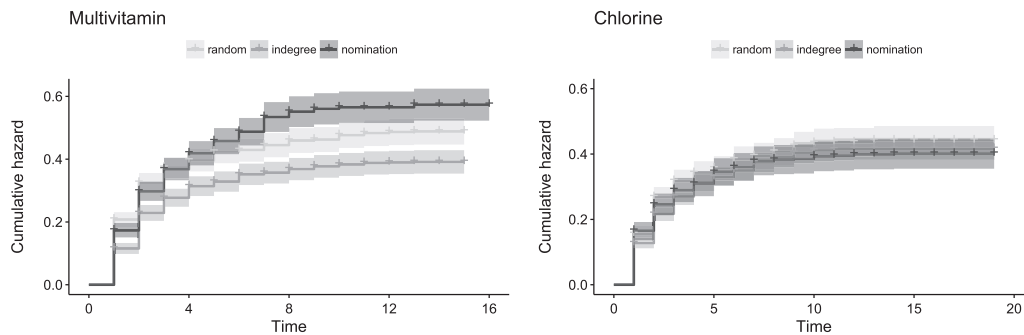 Multivitamin
random indegree nomination
Cumulative hazard
0.6
0.4
0.2
0.0
0 4 8 12 16
Time
Chlorine
random indegree nomination
Cumulative hazard
0.6
0.4
0.2
0.0
0 5 10 15 20
Time